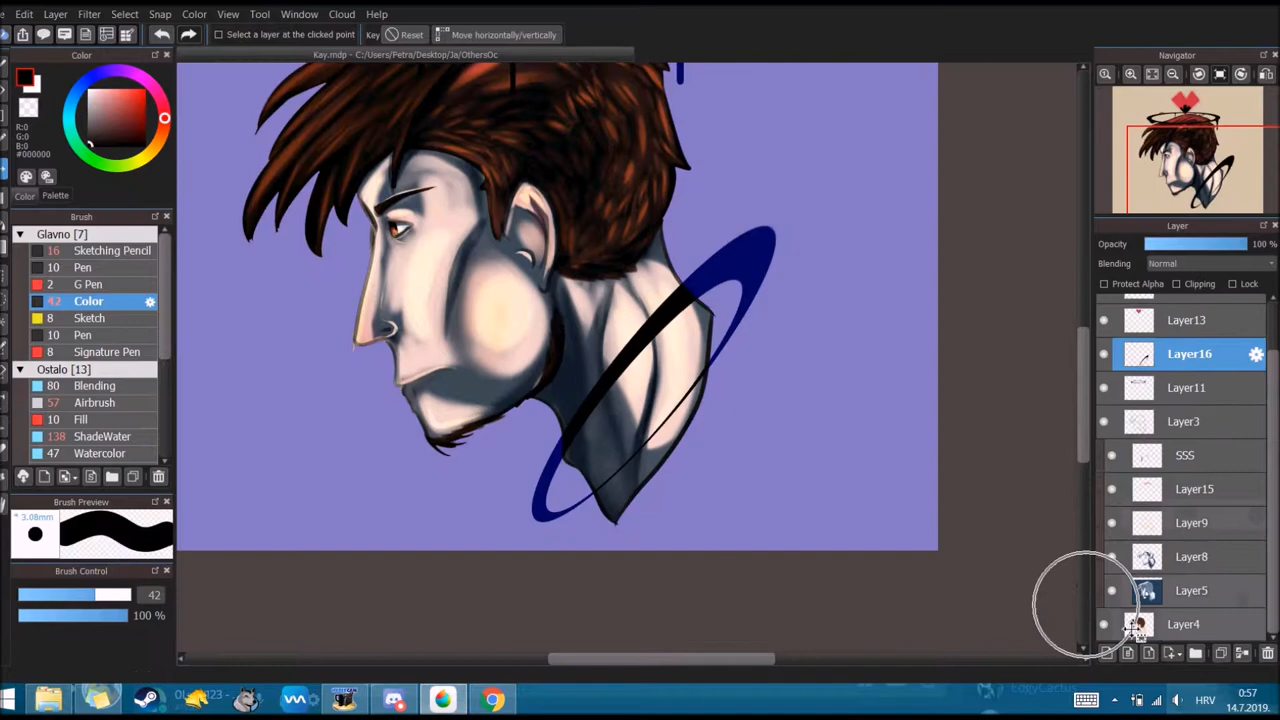 Edit Layer Filter Select Snap Color View Tool Window Cloud Help
Select a layer at the clicked point Key Reset Move horizontally/vertically
Color
Kay.mdp - C:/Users/Petra/Desktop/Ja/OthersOc
Navigator
R:0
G:0
B:0
#000000
Color Palette
Brush
Glavno [7]
16 Sketching Pencil
10 Pen
2 G Pen
42 Color
8 Sketch
10 Pen
8 Signature Pen
Ostalo [13]
80 Blending
57 Airbrush
10 Fill
138 ShadeWater
47 Watercolor
Brush Preview
3.08mm
Brush Control
42
100 %
Layer
Opacity 100 %
Blending Normal
Protect Alpha Clipping Lock
Layer13
Layer16
Layer11
Layer3
SSS
Layer15
Layer9
Layer8
Layer5
Layer4
EdgyCactus
HRV
0:57
14.7.2019.